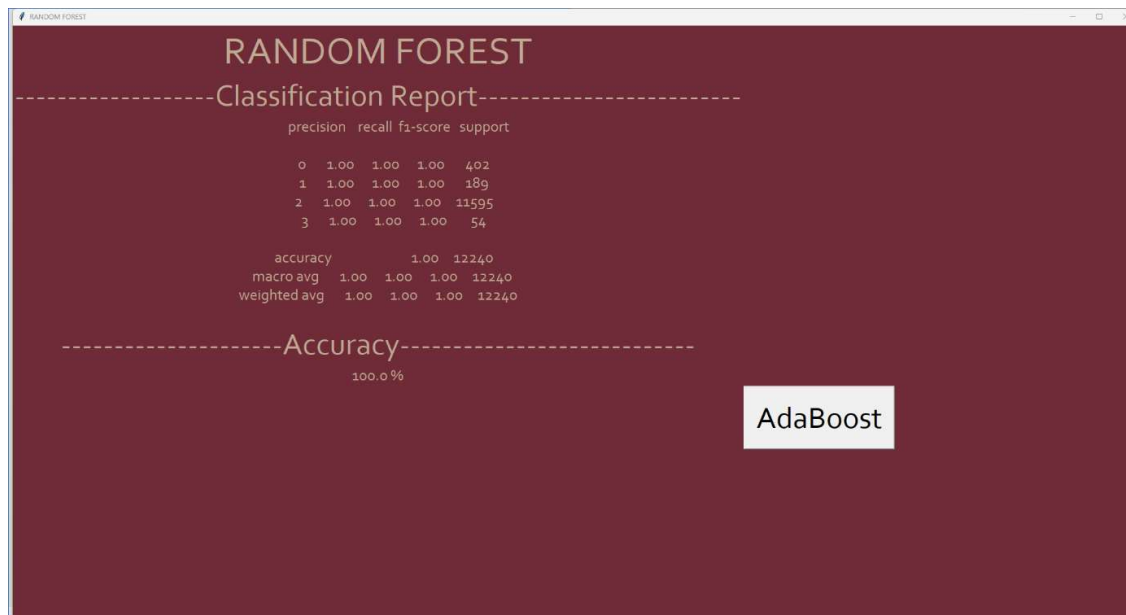 RANDOM FOREST
RANDOM FOREST
-------------------Classification Report-------------------------
precision recall f1-score support
0 1.00 1.00 1.00 402
1 1.00 1.00 1.00 189
2 1.00 1.00 1.00 11595
3 1.00 1.00 1.00 54
accuracy 1.00 12240
macro avg 1.00 1.00 1.00 12240
weighted avg 1.00 1.00 1.00 12240
---------------------Accuracy----------------------------
100.0 %
AdaBoost